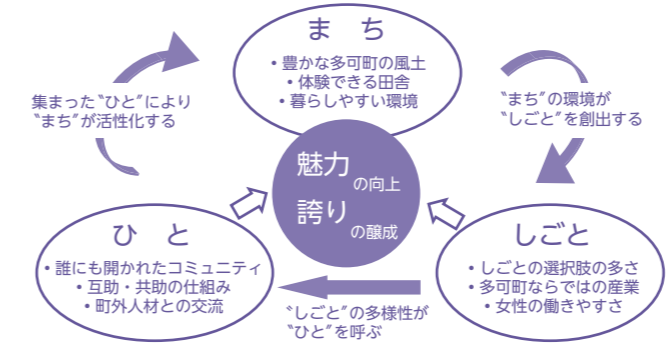 まち
・豊かな多可町の風土
・体験できる田舎
・暮らしやすい環境
集まった“ひと”により
“まち”が活性化する
“まち”の環境が
“しごと”を創出する
魅力の向上
誇りの醸成
ひと
・誰にも開かれたコミュニティ
・互助・共助の仕組み
・町外人材との交流
しごと
・しごとの選択肢の多さ
・多可町ならではの産業
・女性の働きやすさ
“しごと”の多様性が
“ひと”を呼ぶ